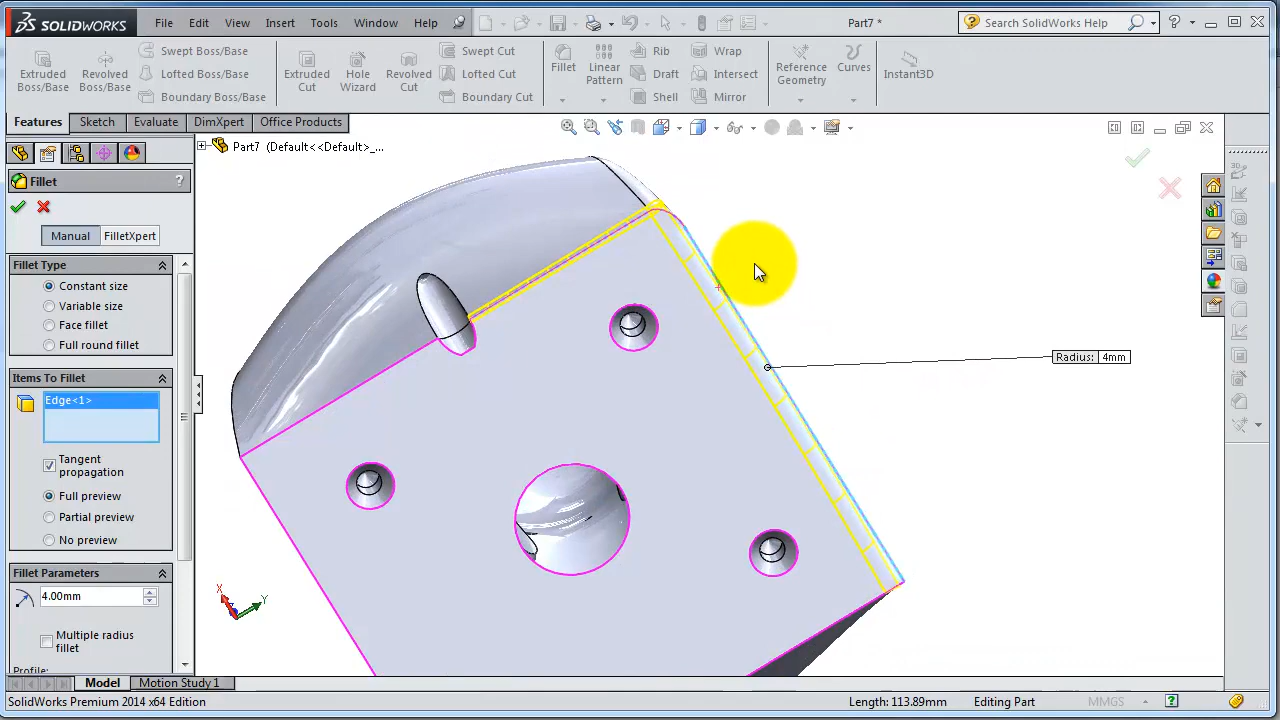 SOLIDWORKS File Edit View Insert Tools Window Help Part7 * Search SolidWorks Help
Extruded Boss/Base
Revolved Boss/Base
Swept Boss/Base
Lofted Boss/Base
Boundary Boss/Base
Extruded Cut
Hole Wizard
Revolved Cut
Swept Cut
Lofted Cut
Boundary Cut
Fillet
Linear Pattern
Rib
Draft
Shell
Wrap
Intersect
Mirror
Reference Geometry
Curves
Instant3D
Features Sketch Evaluate DimXpert Office Products
Part7 (Default<<Default>_...
Fillet ?
Manual FilletXpert
Fillet Type
Constant size
Variable size
Face fillet
Full round fillet
Items To Fillet
Edge<1>
Tangent
propagation
Full preview
Partial preview
No preview
Fillet Parameters
4.00mm
Multiple radius
fillet
Profile:
Radius: 4mm
X
Y
Model Motion Study 1
SolidWorks Premium 2014 x64 Edition Length: 113.89mm Editing Part MMGS